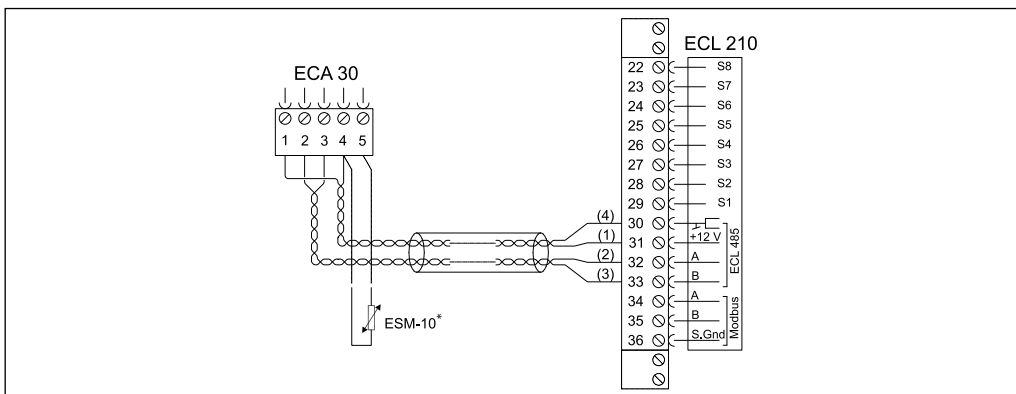 ECL 210
ECA 30
1 2 3 4 5
22 S8
23 S7
24 S6
25 S5
26 S4
27 S3
28 S2
29 S1
(4) 30
(1) 31 +12 V
(2) 32 A
(3) 33 B
ECL 485
34 A
35 B
36 S.Gnd
Modbus
ESM-10*